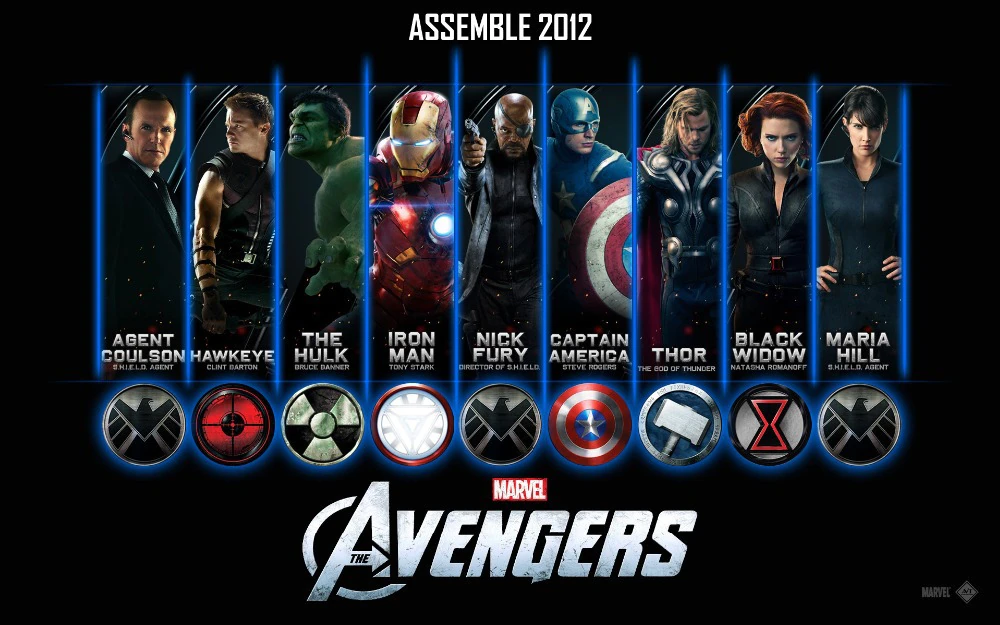 ASSEMBLE 2012
AGENT
COULSON
S.H.I.E.L.D. AGENT
HAWKEYE
CLINT BARTON
THE
HULK
BRUCE BANNER
IRON
MAN
TONY STARK
NICK
FURY
DIRECTOR OF S.H.I.E.L.D.
CAPTAIN
AMERICA
STEVE ROGERS
THOR
THE GOD OF THUNDER
BLACK
WIDOW
NATASHA ROMANOFF
MARIA
HILL
S.H.I.E.L.D. AGENT
MARVEL
THE AVENGERS
MARVEL